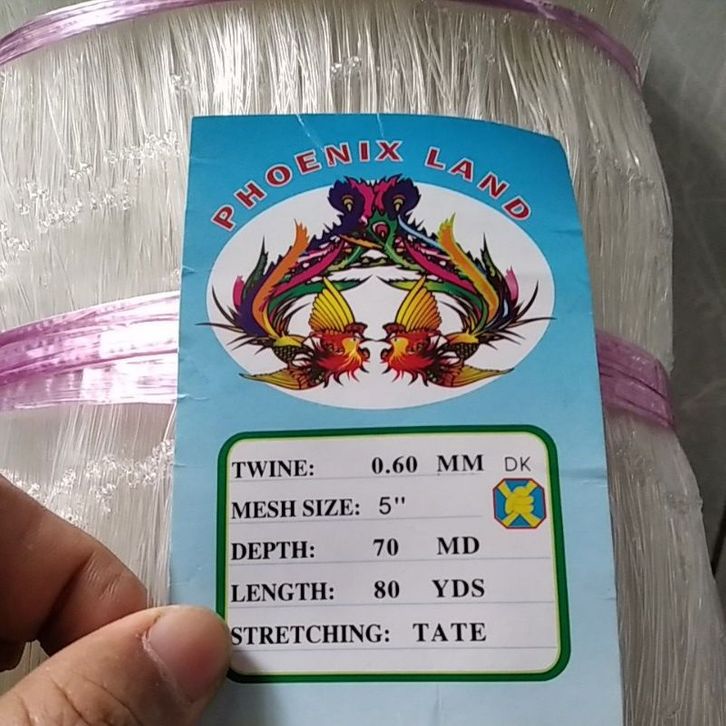 PHOENIX LAND
TWINE: 0.60 MM DK
MESH SIZE: 5"
DEPTH: 70 MD
LENGTH: 80 YDS
STRETCHING: TATE